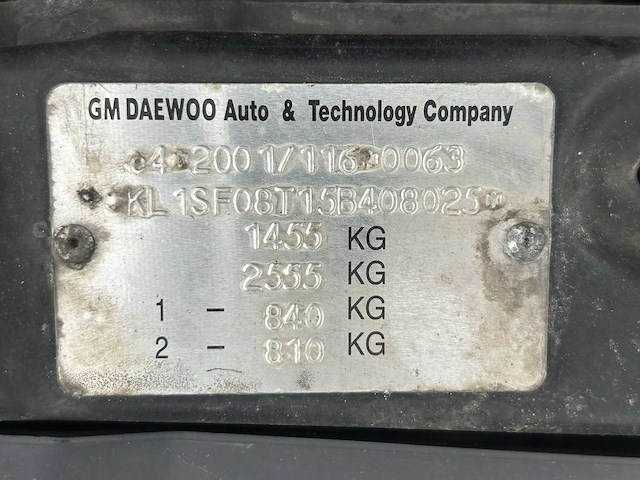 GM DAEWOO Auto & Technology Company
e4*2001/116*0063
*KL1SF08T15B408025*
1455 KG
2555 KG
1 - 840 KG
2 - 810 KG